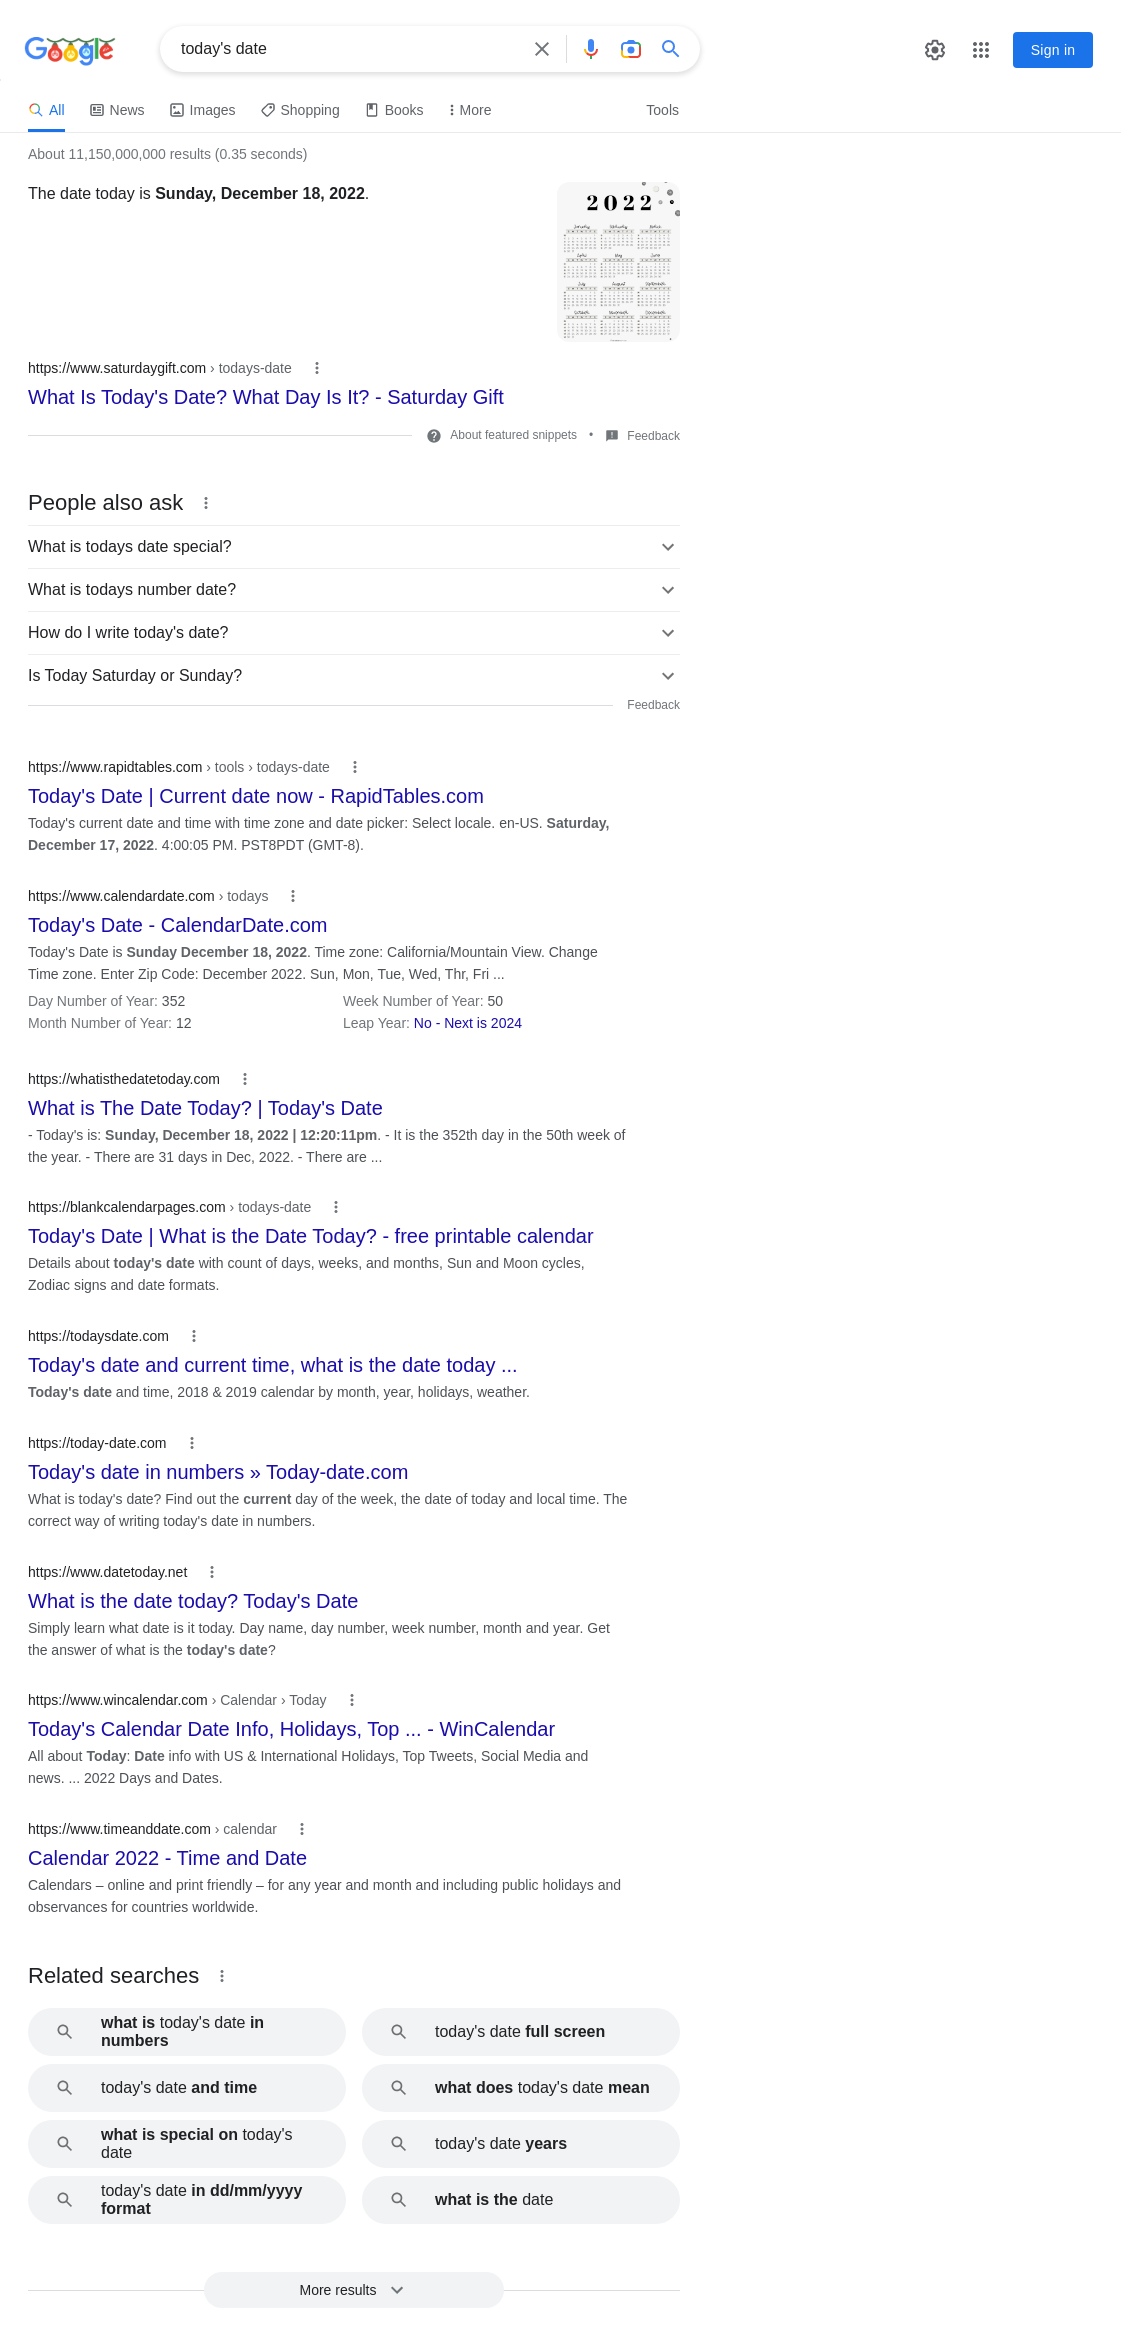 Google
today's date
Sign in
All
News
Images
Shopping
Books
More
Tools
About 11,150,000,000 results (0.35 seconds)
The date today is Sunday, December 18, 2022.
2022
January February March
April May June
July August September
October November December
https://www.saturdaygift.com › todays-date
What Is Today's Date? What Day Is It? - Saturday Gift
About featured snippets • Feedback
People also ask
What is todays date special?
What is todays number date?
How do I write today's date?
Is Today Saturday or Sunday?
Feedback
https://www.rapidtables.com › tools › todays-date
Today's Date | Current date now - RapidTables.com
Today's current date and time with time zone and date picker: Select locale. en-US. Saturday,
December 17, 2022. 4:00:05 PM. PST8PDT (GMT-8).
https://www.calendardate.com › todays
Today's Date - CalendarDate.com
Today's Date is Sunday December 18, 2022. Time zone: California/Mountain View. Change
Time zone. Enter Zip Code: December 2022. Sun, Mon, Tue, Wed, Thr, Fri ...
Day Number of Year: 352
Week Number of Year: 50
Month Number of Year: 12
Leap Year: No - Next is 2024
https://whatisthedatetoday.com
What is The Date Today? | Today's Date
- Today's is: Sunday, December 18, 2022 | 12:20:11pm. - It is the 352th day in the 50th week of
the year. - There are 31 days in Dec, 2022. - There are ...
https://blankcalendarpages.com › todays-date
Today's Date | What is the Date Today? - free printable calendar
Details about today's date with count of days, weeks, and months, Sun and Moon cycles,
Zodiac signs and date formats.
https://todaysdate.com
Today's date and current time, what is the date today ...
Today's date and time, 2018 & 2019 calendar by month, year, holidays, weather.
https://today-date.com
Today's date in numbers » Today-date.com
What is today's date? Find out the current day of the week, the date of today and local time. The
correct way of writing today's date in numbers.
https://www.datetoday.net
What is the date today? Today's Date
Simply learn what date is it today. Day name, day number, week number, month and year. Get
the answer of what is the today's date?
https://www.wincalendar.com › Calendar › Today
Today's Calendar Date Info, Holidays, Top ... - WinCalendar
All about Today: Date info with US & International Holidays, Top Tweets, Social Media and
news. ... 2022 Days and Dates.
https://www.timeanddate.com › calendar
Calendar 2022 - Time and Date
Calendars – online and print friendly – for any year and month and including public holidays and
observances for countries worldwide.
Related searches
what is today's date in
numbers
today's date full screen
today's date and time
what does today's date mean
what is special on today's
date
today's date years
today's date in dd/mm/yyyy
format
what is the date
More results